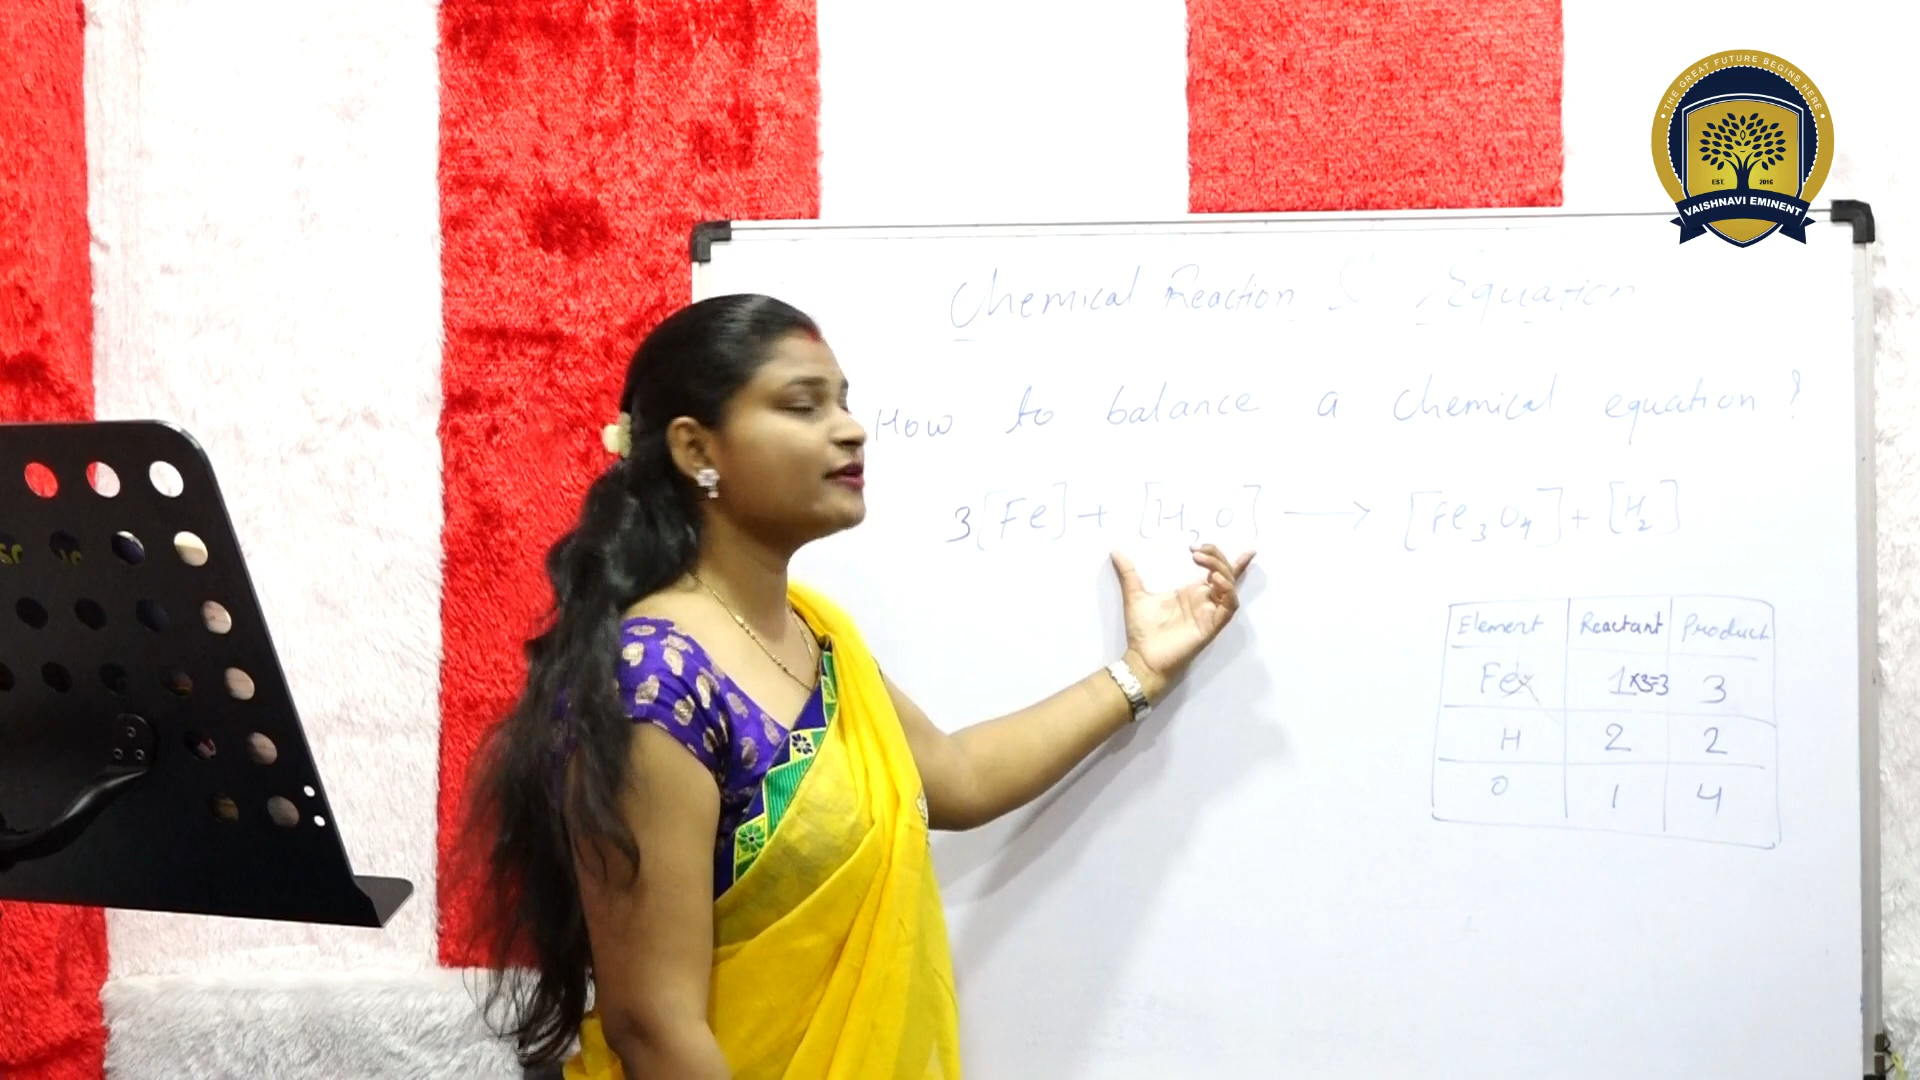 THE GREAT FUTURE BEGINS HERE
EST. 2016
VAISHNAVI EMINENT
Chemical Reaction & Equation
How to balance a chemical equation?
3[Fe] + [H₂O] → [Fe₃O₄] + [H₂]
Element Reactant Product
Fe 1×3=3 3
H 2 2
O 1 4